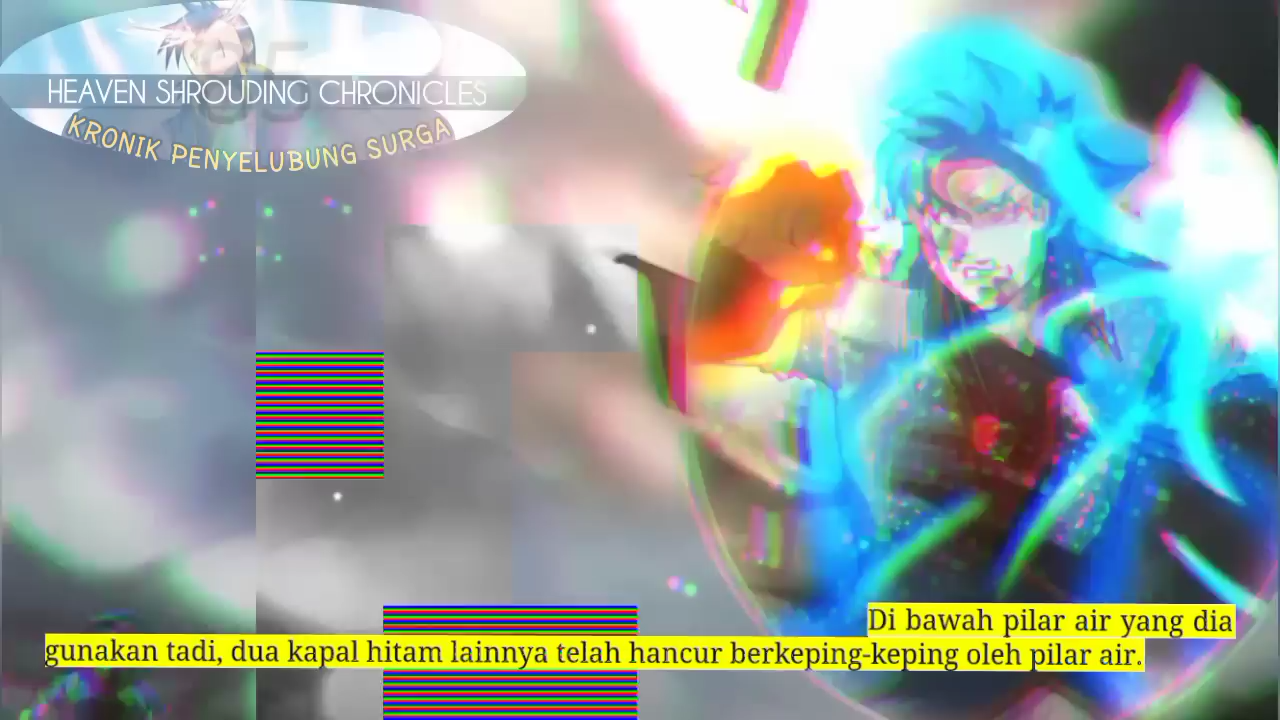 HEAVEN SHROUDING CHRONICLES
KRONIK PENYELUBUNG SURGA
Di bawah pilar air yang dia
gunakan tadi, dua kapal hitam lainnya telah hancur berkeping-keping oleh pilar air.